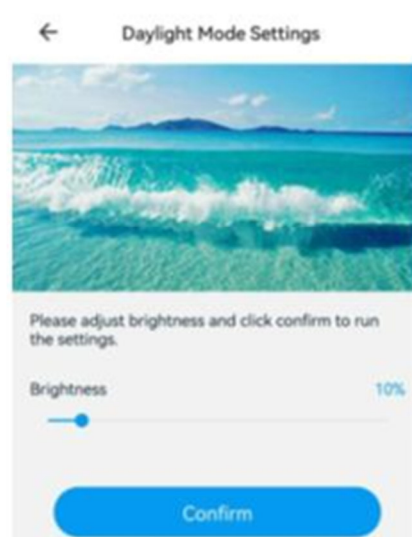 Daylight Mode Settings
Please adjust brightness and click confirm to run
the settings.
Brightness
10%
Confirm